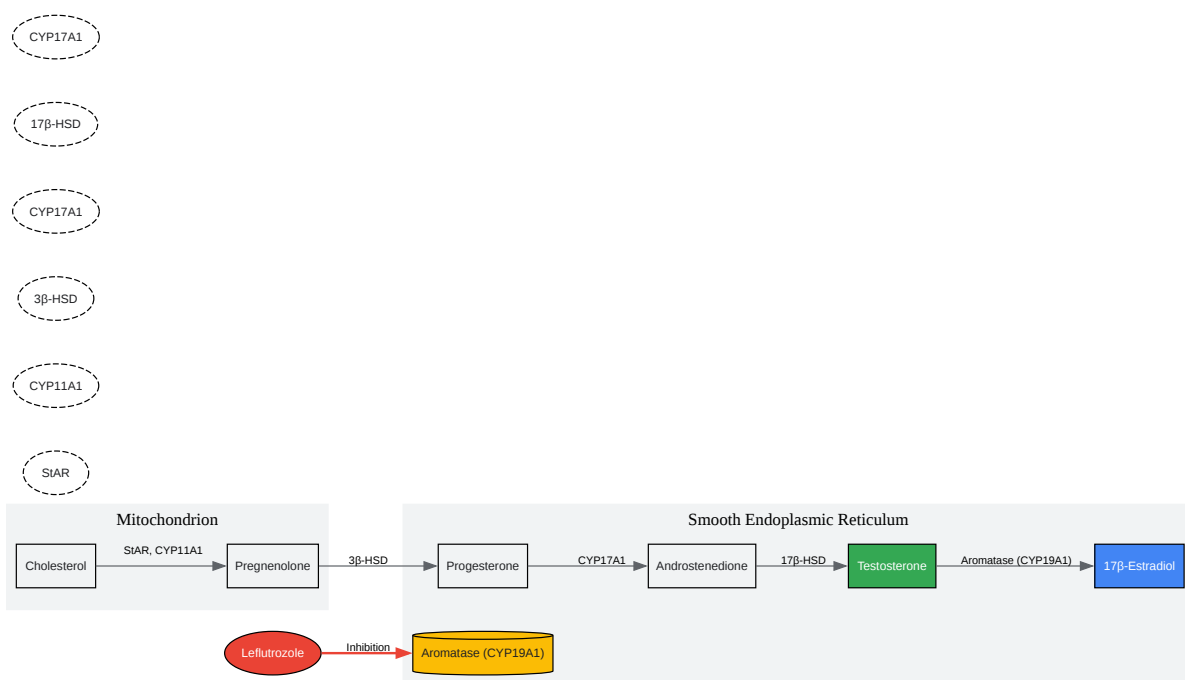 CYP17A1
17β-HSD
CYP17A1
3β-HSD
CYP11A1
StAR
Mitochondrion
Smooth Endoplasmic Reticulum
Cholesterol
StAR, CYP11A1
Pregnenolone
3β-HSD
Progesterone
CYP17A1
Androstenedione
17β-HSD
Testosterone
Aromatase (CYP19A1)
17β-Estradiol
Leflutrozole
Inhibition
Aromatase (CYP19A1)